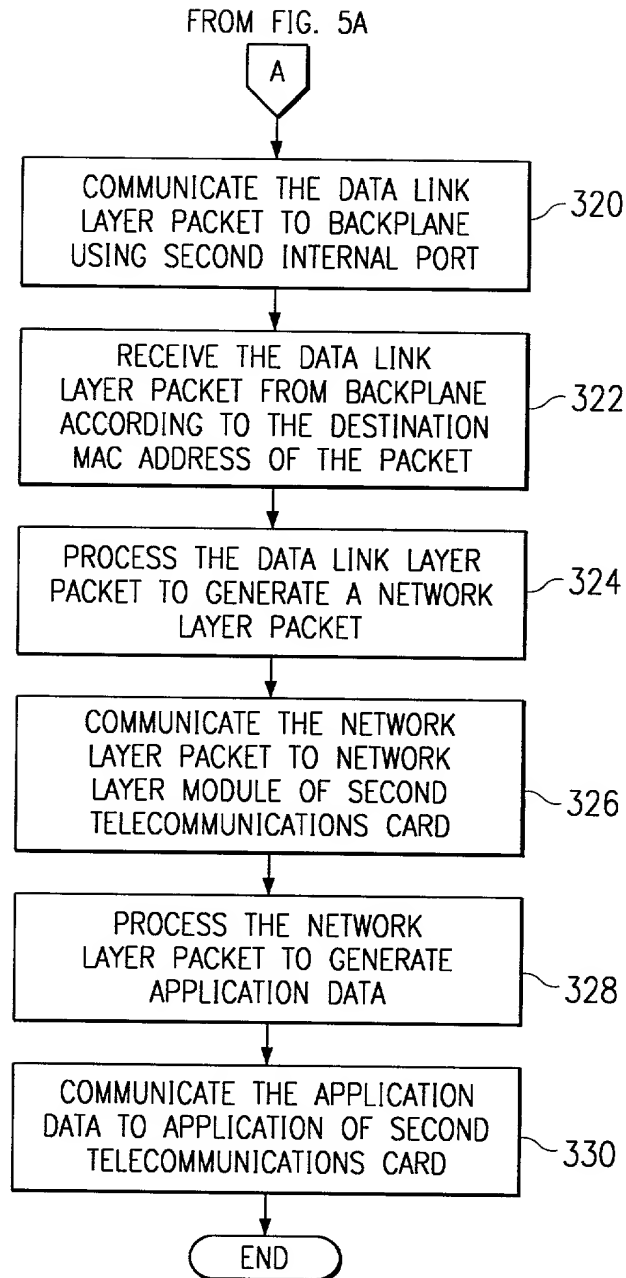 FROM FIG. 5A
A
COMMUNICATE THE DATA LINK
LAYER PACKET TO BACKPLANE
USING SECOND INTERNAL PORT
320
RECEIVE THE DATA LINK
LAYER PACKET FROM BACKPLANE
ACCORDING TO THE DESTINATION
MAC ADDRESS OF THE PACKET
322
PROCESS THE DATA LINK LAYER
PACKET TO GENERATE A NETWORK
LAYER PACKET
324
COMMUNICATE THE NETWORK
LAYER PACKET TO NETWORK
LAYER MODULE OF SECOND
TELECOMMUNICATIONS CARD
326
PROCESS THE NETWORK
LAYER PACKET TO GENERATE
APPLICATION DATA
328
COMMUNICATE THE APPLICATION
DATA TO APPLICATION OF SECOND
TELECOMMUNICATIONS CARD
330
END